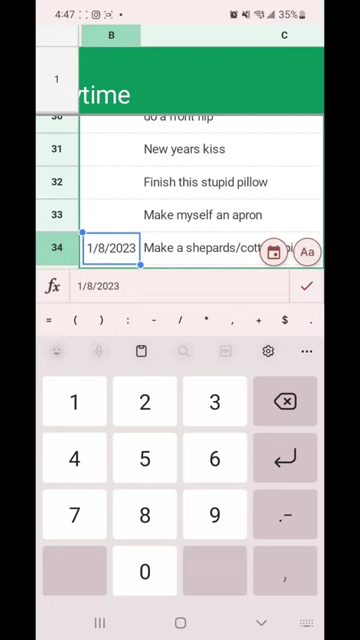 4:47 35%
B C
1 ytime
30 do a front flip
31 New years kiss
32 Finish this stupid pillow
33 Make myself an apron
34 1/8/2023 Make a shepards/cott
Aa
fx 1/8/2023
= ( ) : - / * , + $ .
1 2 3
4 5 6
7 8 9 .-
0 ,